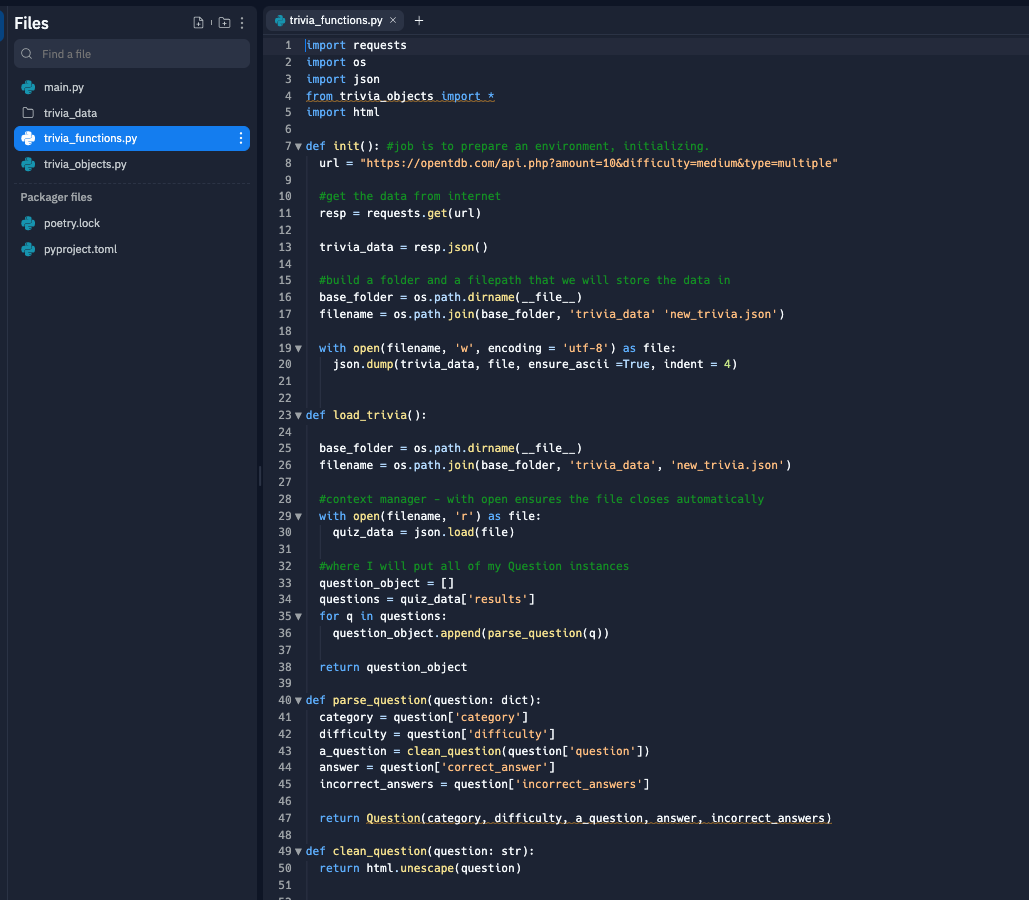 Files
Find a file
main.py
trivia_data
trivia_functions.py
trivia_objects.py
Packager files
poetry.lock
pyproject.toml
trivia_functions.py × +
1 import requests
2 import os
3 import json
4 from trivia_objects import *
5 import html
6
7 def init(): #job is to prepare an environment, initializing.
8 url = "https://opentdb.com/api.php?amount=10&difficulty=medium&type=multiple"
9
10 #get the data from internet
11 resp = requests.get(url)
12
13 trivia_data = resp.json()
14
15 #build a folder and a filepath that we will store the data in
16 base_folder = os.path.dirname(__file__)
17 filename = os.path.join(base_folder, 'trivia_data' 'new_trivia.json')
18
19 with open(filename, 'w', encoding = 'utf-8') as file:
20 json.dump(trivia_data, file, ensure_ascii =True, indent = 4)
21
22
23 def load_trivia():
24
25 base_folder = os.path.dirname(__file__)
26 filename = os.path.join(base_folder, 'trivia_data', 'new_trivia.json')
27
28 #context manager - with open ensures the file closes automatically
29 with open(filename, 'r') as file:
30 quiz_data = json.load(file)
31
32 #where I will put all of my Question instances
33 question_object = []
34 questions = quiz_data['results']
35 for q in questions:
36 question_object.append(parse_question(q))
37
38 return question_object
39
40 def parse_question(question: dict):
41 category = question['category']
42 difficulty = question['difficulty']
43 a_question = clean_question(question['question'])
44 answer = question['correct_answer']
45 incorrect_answers = question['incorrect_answers']
46
47 return Question(category, difficulty, a_question, answer, incorrect_answers)
48
49 def clean_question(question: str):
50 return html.unescape(question)
51